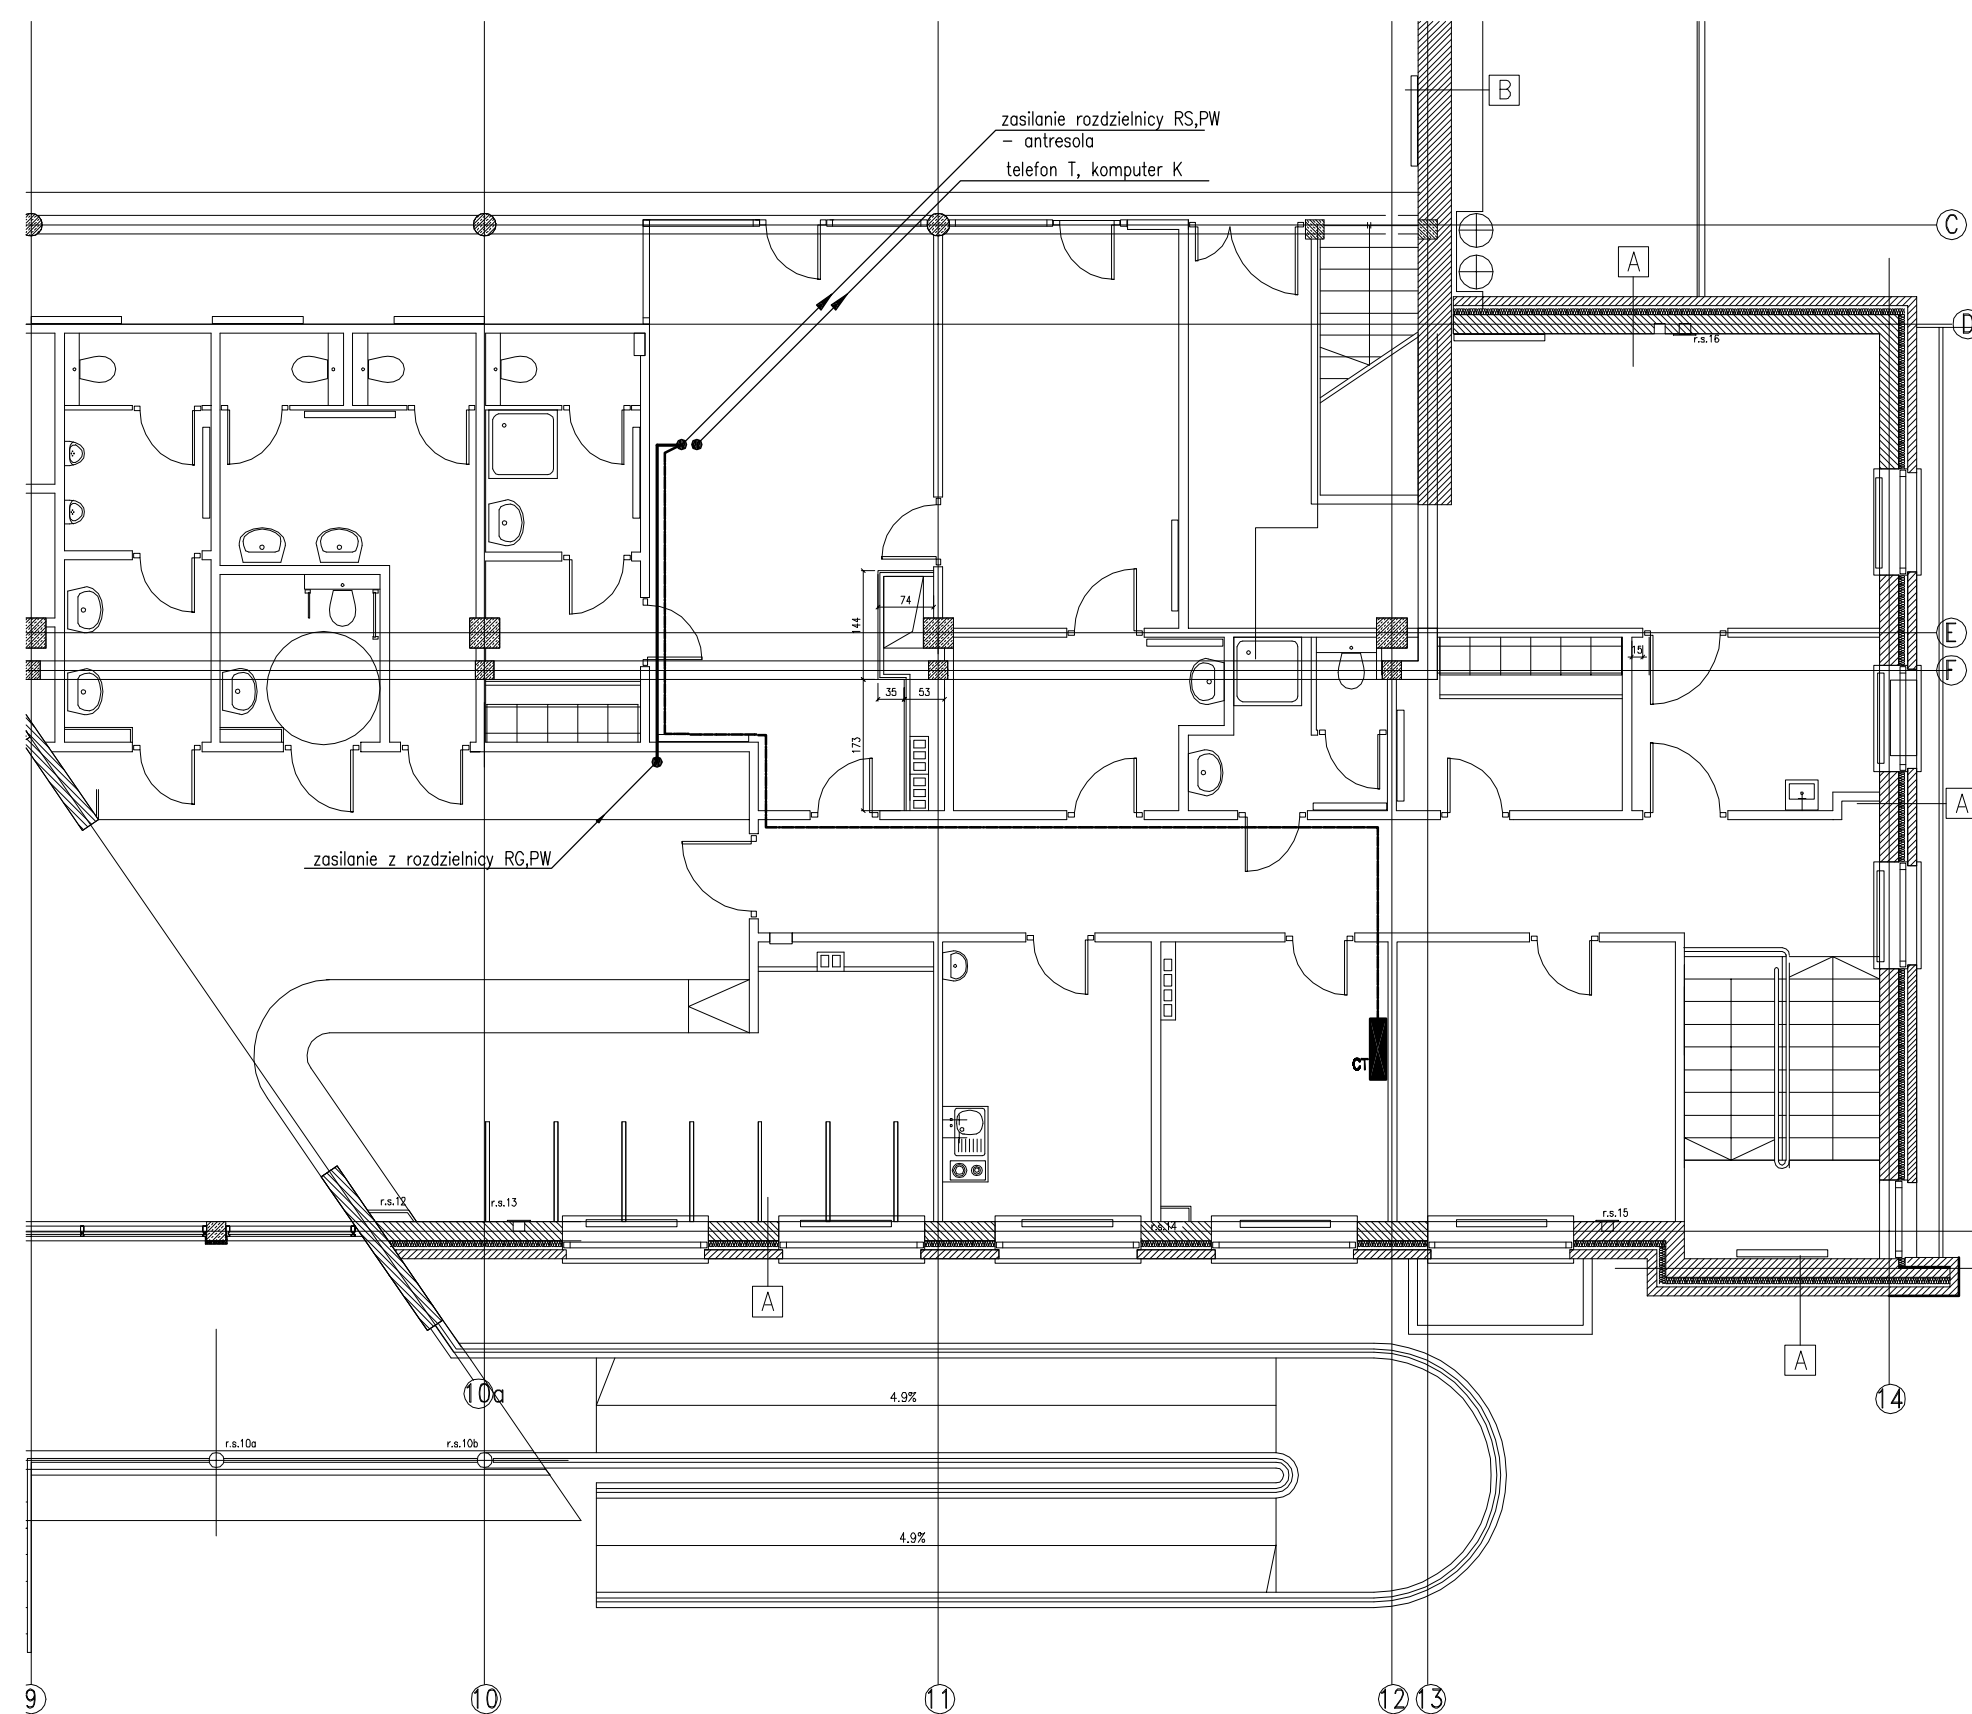 B
zasilanie rozdzielnicy RS,PW
– antresola
telefon T, komputer K
C
A
D
r.s.16
74
144
E
15
F
35
53
173
A
zasilanie z rozdzielnicy RG,PW
CT
r.s.12
r.s.13
r.s.14
r.s.15
A
A
10a
4.9%
14
r.s.10a
r.s.10b
4.9%
9
10
11
12
13